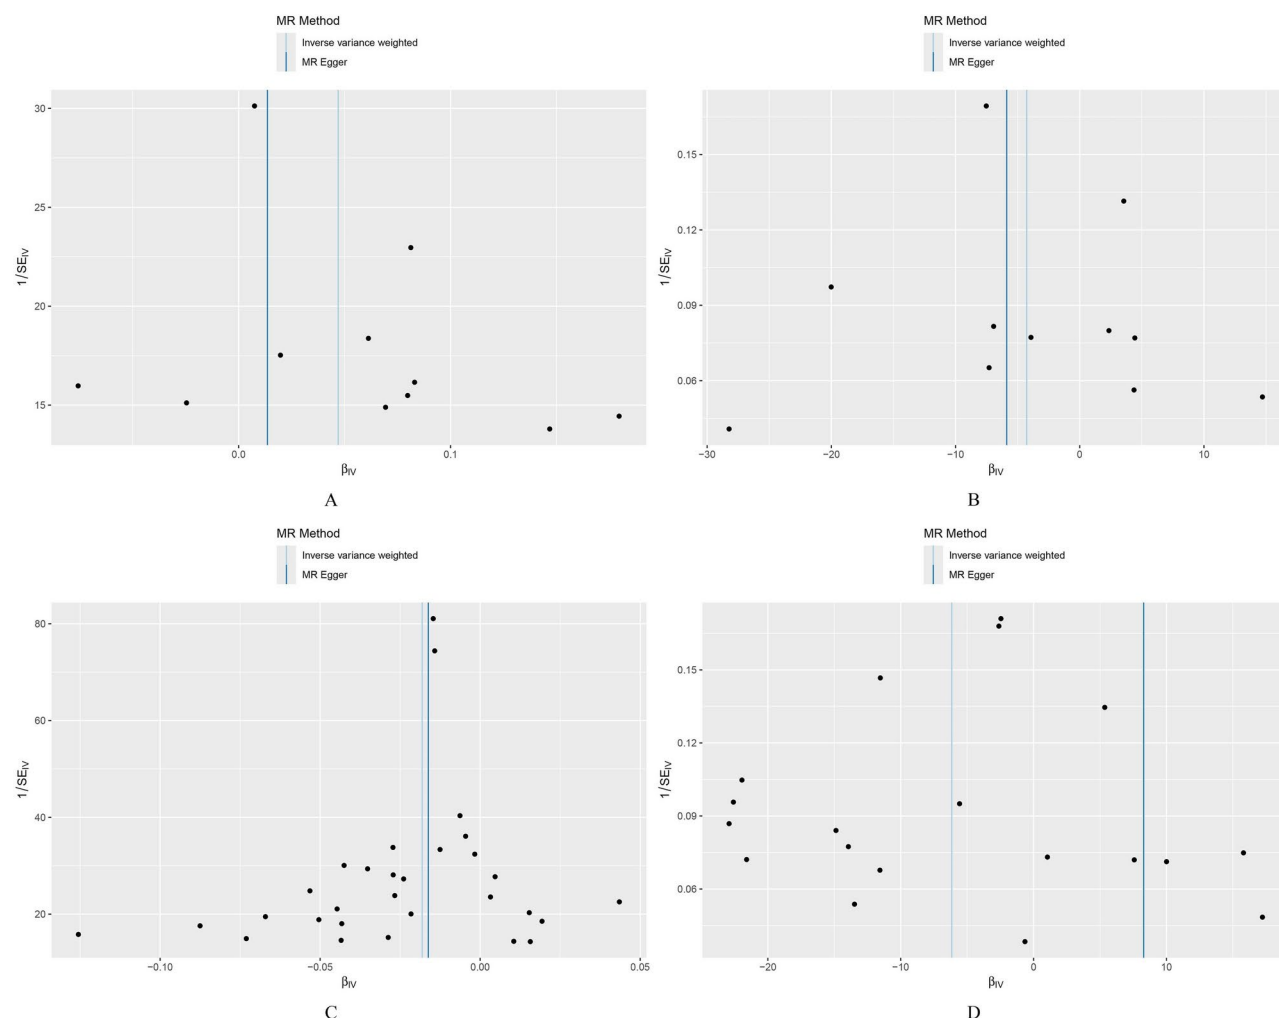 MR Method
Inverse variance weighted
MR Egger
30
25
20
15
1/SE_IV
0.0
0.1
β_IV
A
MR Method
Inverse variance weighted
MR Egger
0.15
0.12
0.09
0.06
1/SE_IV
−30
−20
−10
0
10
β_IV
B
MR Method
Inverse variance weighted
MR Egger
80
60
40
20
1/SE_IV
−0.10
−0.05
0.00
0.05
β_IV
C
MR Method
Inverse variance weighted
MR Egger
0.15
0.12
0.09
0.06
1/SE_IV
−20
−10
0
10
β_IV
D